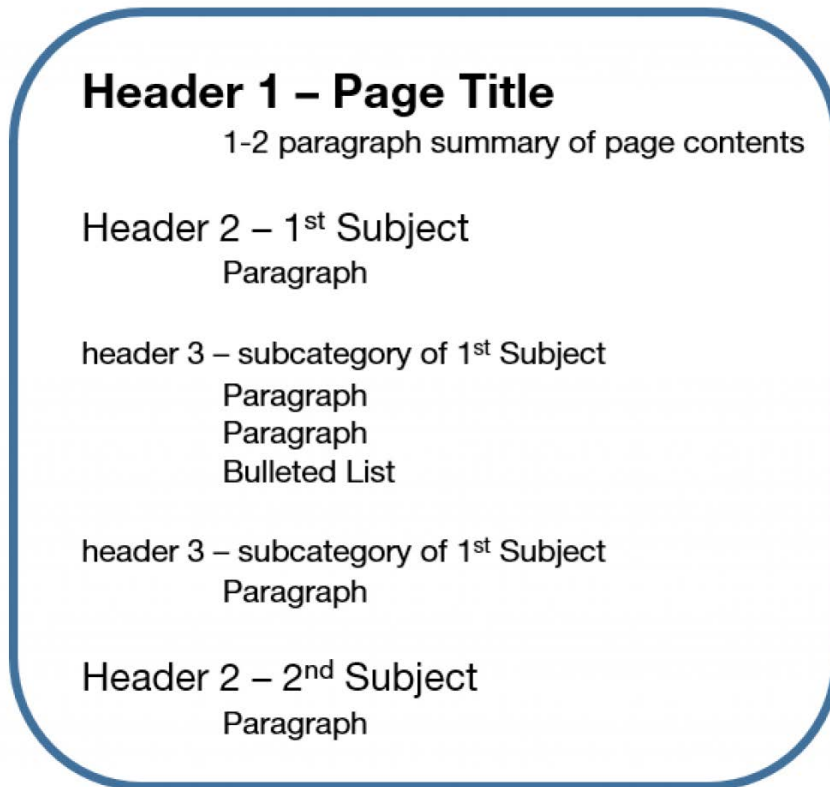 Header 1 – Page Title
1-2 paragraph summary of page contents
Header 2 – 1st Subject
Paragraph
header 3 – subcategory of 1st Subject
Paragraph
Paragraph
Bulleted List
header 3 – subcategory of 1st Subject
Paragraph
Header 2 – 2nd Subject
Paragraph